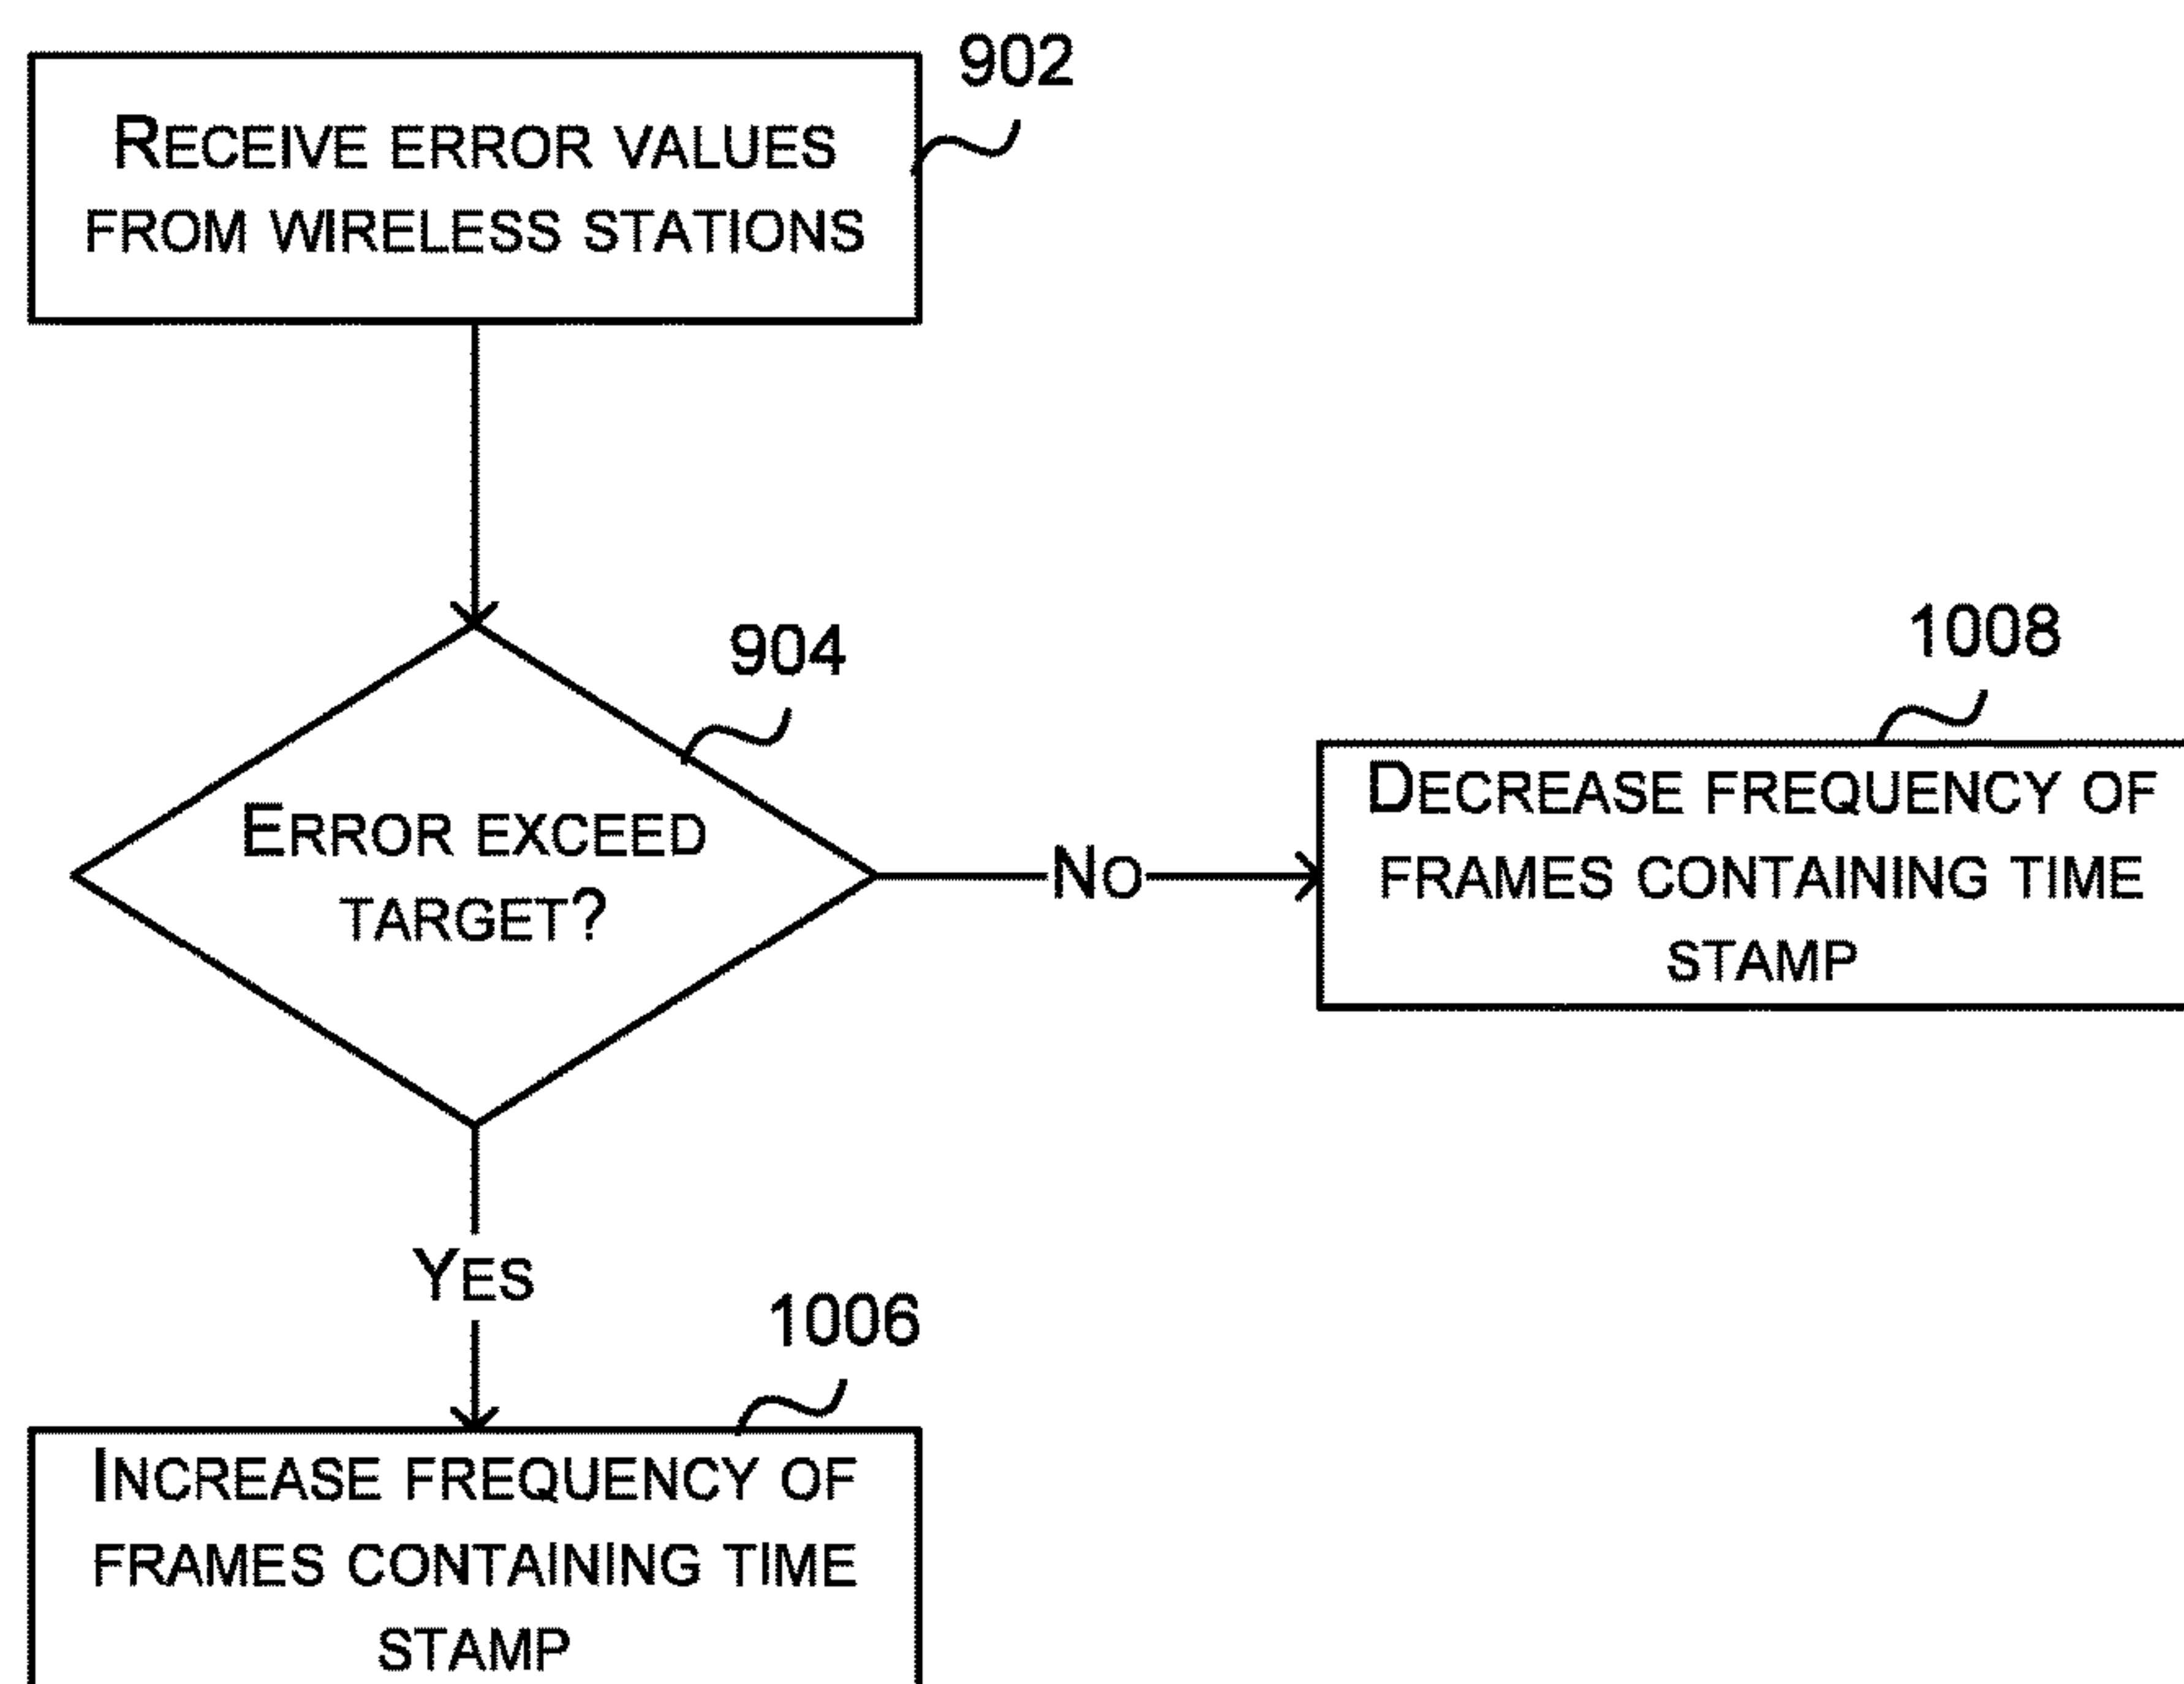 902
RECEIVE ERROR VALUES
FROM WIRELESS STATIONS
904
ERROR EXCEED
TARGET?
NO
1008
DECREASE FREQUENCY OF
FRAMES CONTAINING TIME
STAMP
YES
1006
INCREASE FREQUENCY OF
FRAMES CONTAINING TIME
STAMP